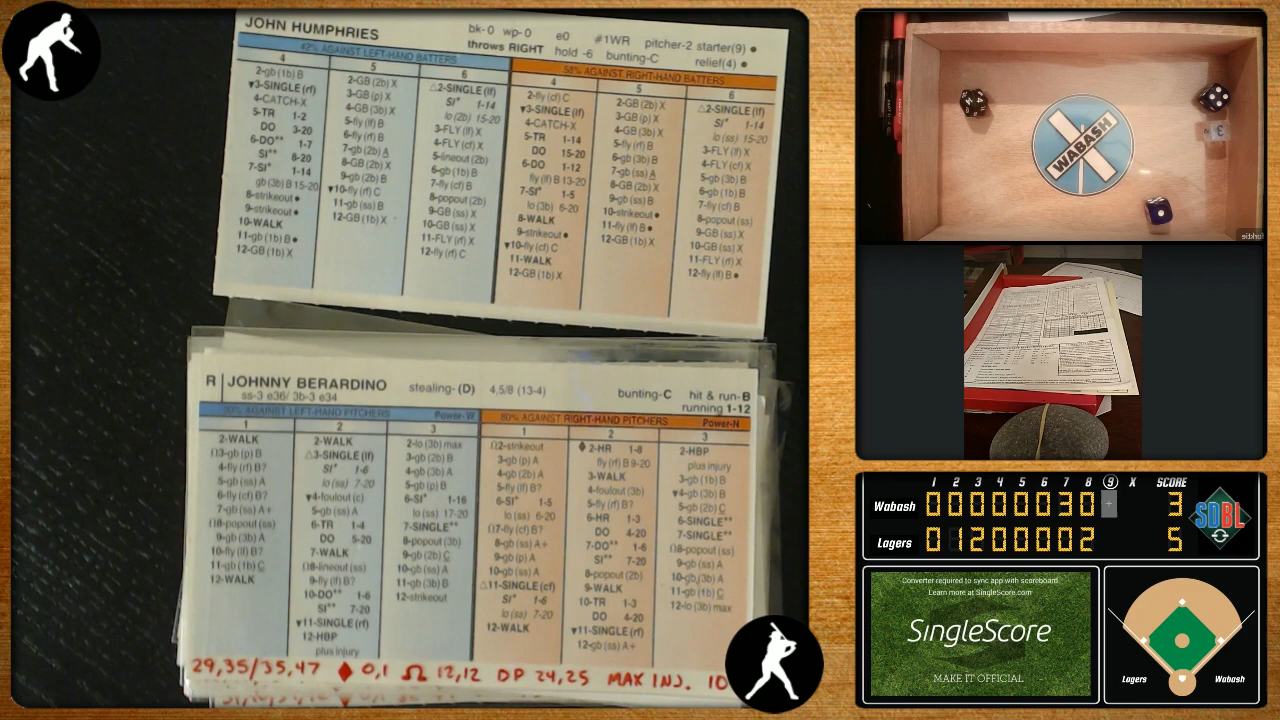 JOHN HUMPHRIES
bk- 0 wp- 0 e0 #1WR pitcher-2 starter(9) •
throws RIGHT hold -6 bunting-C relief(4) •
42% AGAINST LEFT-HAND BATTERS
58% AGAINST RIGHT-HAND BATTERS
4
2-gb (1b) B
▼3-SINGLE (rf)
4-CATCH-X
5-TR 1-2
DO 3-20
6-DO** 1-7
SI** 8-20
7-SI* 1-14
gb (3b) B 15-20
8-strikeout •
9-strikeout •
10-WALK
11-gb (1b) B •
12-GB (1b) X
5
2-GB (2b) X
3-GB (p) X
4-GB (3b) X
5-fly (lf) B
6-fly (rf) B
7-gb (2b) A
8-GB (2b) X
9-gb (2b) B
▼10-fly (rf) C
11-gb (ss) B
12-GB (1b) X
6
△2-SINGLE (lf)
SI* 1-14
lo (2b) 15-20
3-FLY (lf) X
4-FLY (cf) X
5-lineout (2b)
6-gb (1b) B
7-fly (cf) B
8-popout (2b)
9-GB (ss) X
10-GB (ss) X
11-FLY (rf) X
12-fly (rf) C
4
2-fly (cf) C
▼3-SINGLE (lf)
4-CATCH-X
5-TR 1-14
DO 15-20
6-DO 1-12
fly (lf) B 13-20
7-SI* 1-5
lo (3b) 6-20
8-WALK
9-strikeout •
▼10-fly (cf) C
11-WALK
12-GB (1b) X
5
2-GB (2b) X
3-GB (p) X
4-GB (3b) X
5-fly (rf) B
6-gb (3b) B
7-gb (ss) A
8-GB (2b) X
9-gb (ss) B
10-strikeout •
11-fly (lf) B •
12-GB (1b) X
6
△2-SINGLE (lf)
SI* 1-14
lo (ss) 15-20
3-FLY (lf) X
4-FLY (cf) X
5-gb (3b) B
6-gb (1b) B
7-fly (cf) B
8-popout (ss)
9-GB (ss) X
10-GB (ss) X
11-FLY (rf) X
12-fly (lf) B •
R JOHNNY BERARDINO stealing- (D) 4,5/8 (13-4) bunting-C hit & run-B
ss-3 e36/ 3b-3 e34 running 1-12
AGAINST LEFT-HAND PITCHERS Power-W
80% AGAINST RIGHT-HAND PITCHERS Power-N
1
2-WALK
Ω3-gb (p) B
4-fly (rf) B?
5-gb (ss) A
6-fly (cf) B?
7-gb (ss) A+
Ω8-popout (ss)
9-gb (3b) A
10-fly (lf) B?
11-gb (1b) C
12-WALK
2
2-WALK
△3-SINGLE (lf)
SI* 1-6
lo (ss) 7-20
▼4-foulout (c)
5-gb (ss) A
6-TR 1-4
DO 5-20
7-WALK
Ω8-lineout (ss)
9-fly (lf) B?
10-DO** 1-6
SI** 7-20
▼11-SINGLE (rf)
12-HBP
plus injury
3
2-lo (3b) max
3-gb (2b) B
4-gb (3b) A
5-gb (p) B
6-SI* 1-16
lo (ss) 17-20
7-SINGLE**
8-popout (3b)
9-gb (2b) C
10-gb (ss) A
11-gb (3b) B
12-strikeout
1
Ω2-strikeout
3-gb (p) A
4-gb (2b) A
5-fly (lf) B?
6-SI* 1-5
lo (ss) 6-20
Ω7-fly (cf) B?
8-gb (ss) A+
9-gb (p) A
10-gb (ss) A
△11-SINGLE (cf)
SI* 1-6
lo (ss) 7-20
12-WALK
2
♦2-HR 1-8
fly (rf) B 9-20
3-WALK
4-foulout (3b)
5-fly (rf) B?
6-HR 1-3
DO 4-20
7-DO** 1-6
SI** 7-20
8-popout (2b)
9-WALK
10-TR 1-3
DO 4-20
▼11-SINGLE (rf)
12-gb (ss) A+
3
2-HBP
plus injury
3-gb (1b) B
▼4-gb (3b) B
5-gb (2b) C
6-SINGLE**
7-SINGLE**
Ω8-popout (ss)
9-gb (ss) A
10-gb (3b) A
11-gb (1b) C
12-lo (3b) max
29,35/35,47 ♦ 0,1 Ω 12,12 DP 24,25 MAX INJ. 10
WABASH
1 2 3 4 5 6 7 8 9 X SCORE
Wabash 0 0 0 0 0 0 3 0 3
Lagers 0 1 2 0 0 0 0 2 5
SDBL
Converter required to sync app with scoreboard
Learn more at SingleScore.com
SINGLESCORE
MAKE IT OFFICIAL
Lagers Wabash